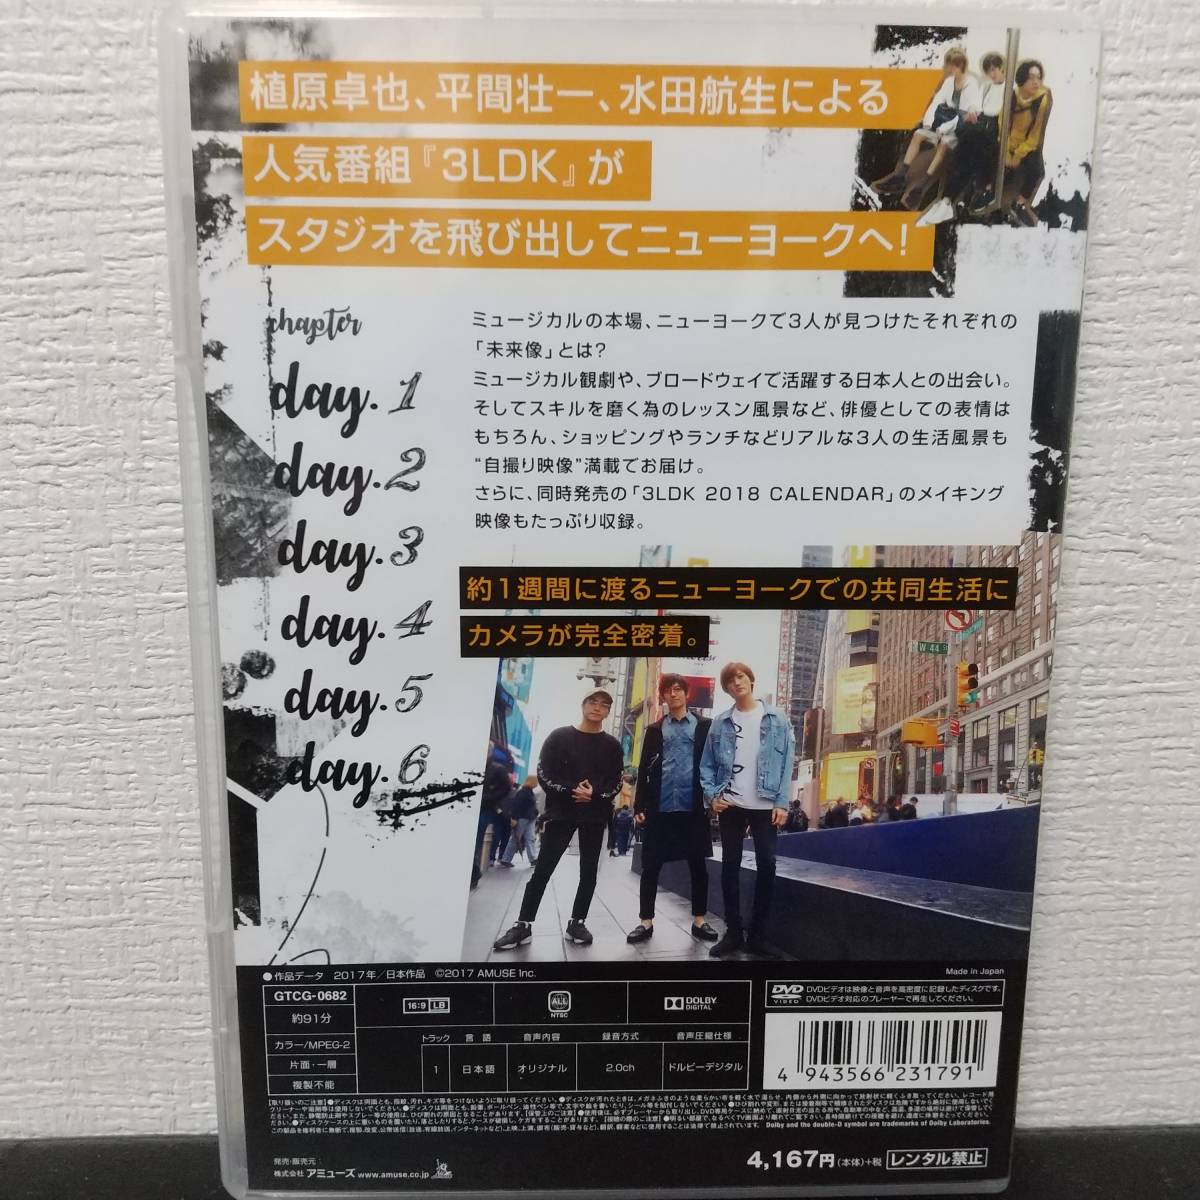 植原卓也、平間壮一、水田航生による
人気番組『3LDK』が
スタジオを飛び出してニューヨークへ!
chapter
day.1
day.2
day.3
day.4
day.5
day.6
ミュージカルの本場、ニューヨークで3人が見つけたそれぞれの
「未来像」とは?
ミュージカル観劇や、ブロードウェイで活躍する日本人との出会い。
そしてスキルを磨く為のレッスン風景など、俳優としての表情は
もちろん、ショッピングやランチなどリアルな3人の生活風景も
“自撮り映像”満載でお届け。
さらに、同時発売の「3LDK 2018 CALENDAR」のメイキング
映像もたっぷり収録。
約1週間に渡るニューヨークでの共同生活に
カメラが完全密着。
W 44 ST
●作品データ 2017年/日本作品 ©2017 AMUSE Inc.
Made in Japan
GTCG-0682
約91分
カラー/MPEG-2
片面・一層
複製不能
16:9 LB
ALL
NTSC
DOLBY
DIGITAL
トラック 言語 音声内容 録音方式 音声圧縮仕様
1 日本語 オリジナル 2.0ch ドルビーデジタル
DVD
VIDEO
DVDビデオは映像と音声を高密度に記録したディスクです。
DVDビデオ対応のプレーヤーで再生してください。
4 943566 231791
Dolby and the double-D symbol are trademarks of Dolby Laboratories.
発売・販売元:
株式会社アミューズ www.amuse.co.jp
4,167円(本体)+税
レンタル禁止